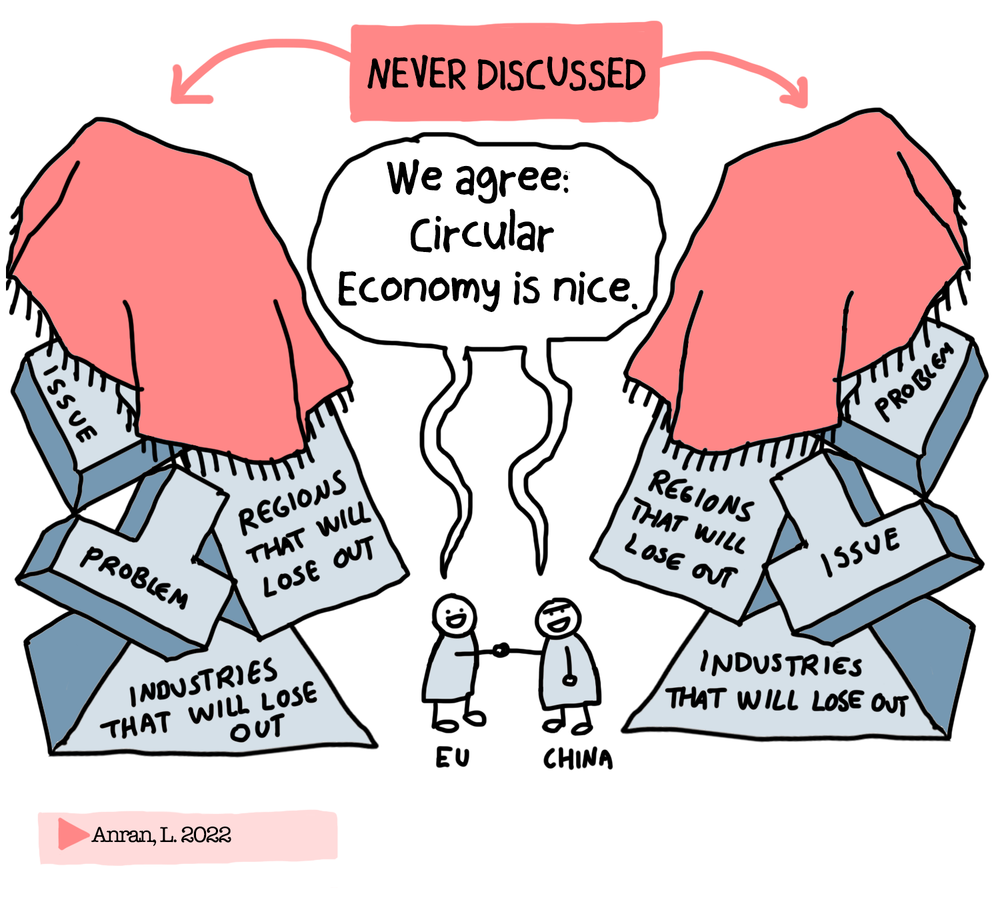 NEVER DISCUSSED
We agree:
Circular
Economy is nice.
ISSUE
PROBLEM
REGIONS
THAT WILL
LOSE OUT
INDUSTRIES
THAT WILL LOSE
OUT
PROBLEM
REGIONS
THAT WILL
LOSE OUT
ISSUE
INDUSTRIES
THAT WILL LOSE OUT
EU
CHINA
Anran, L. 2022